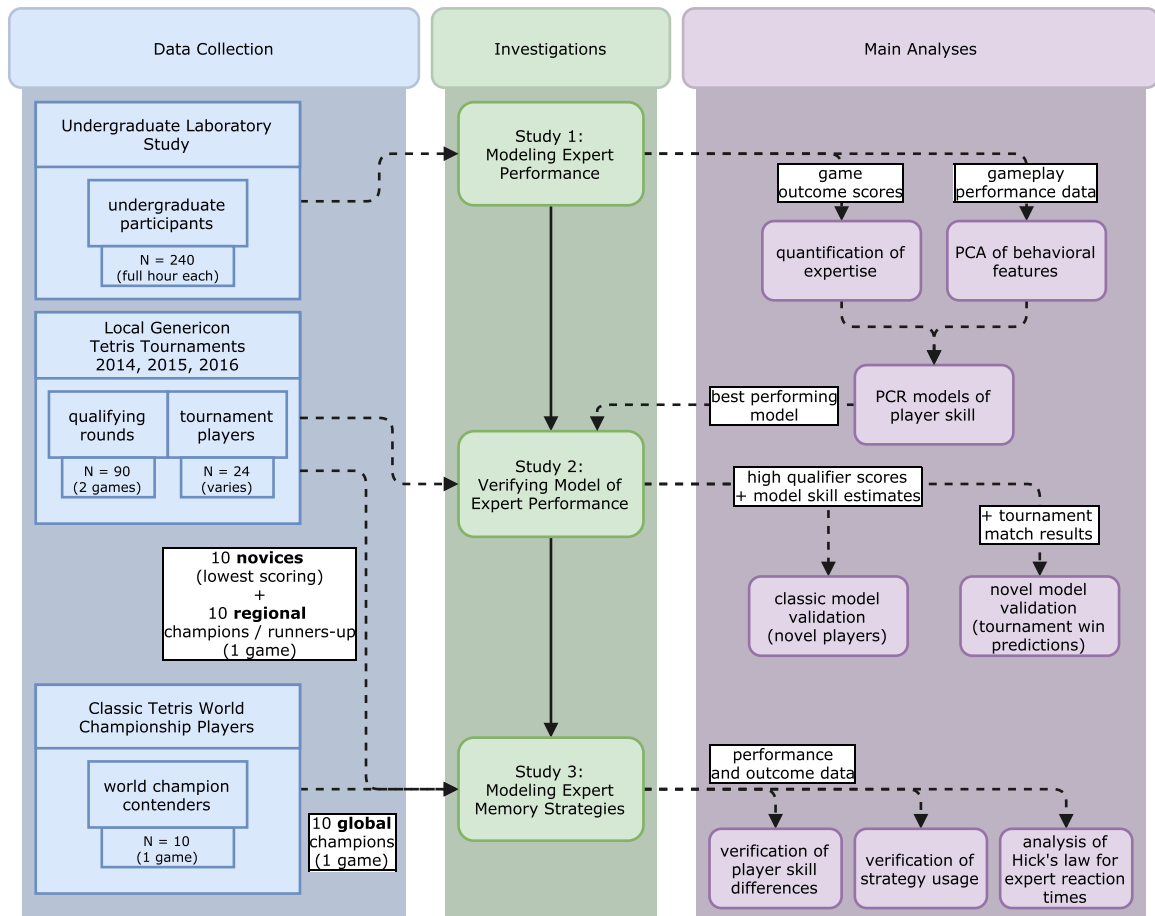 Data Collection
Investigations
Main Analyses
Undergraduate Laboratory
Study
undergraduate
participants
N = 240
(full hour each)
Local Genericon
Tetris Tournaments
2014, 2015, 2016
qualifying
rounds
N = 90
(2 games)
tournament
players
N = 24
(varies)
10 novices
(lowest scoring)
+
10 regional
champions / runners-up
(1 game)
Classic Tetris World
Championship Players
world champion
contenders
N = 10
(1 game)
10 global
champions
(1 game)
Study 1:
Modeling Expert
Performance
Study 2:
Verifying Model of
Expert Performance
Study 3:
Modeling Expert
Memory Strategies
game
outcome scores
gameplay
performance data
quantification of
expertise
PCA of behavioral
features
best performing
model
PCR models of
player skill
high qualifier scores
+ model skill estimates
+ tournament
match results
classic model
validation
(novel players)
novel model
validation
(tournament win
predictions)
performance
and outcome data
verification of
player skill
differences
verification of
strategy usage
analysis of
Hick's law for
expert reaction
times